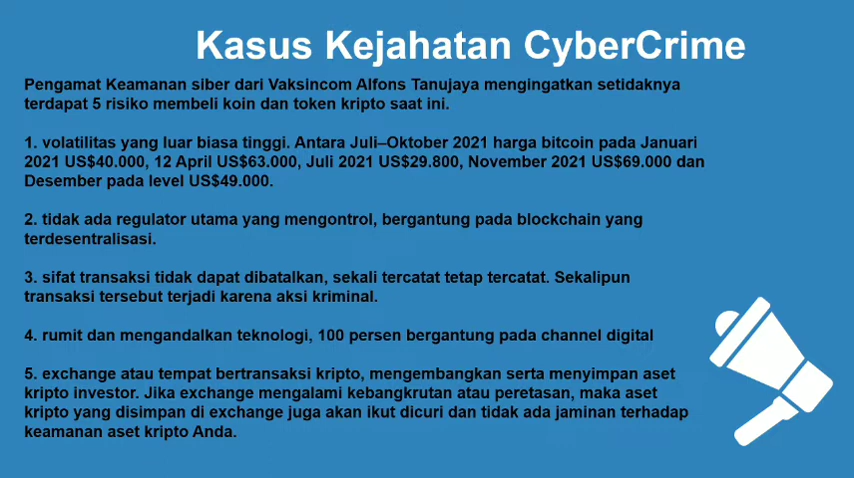 Kasus Kejahatan CyberCrime
Pengamat Keamanan siber dari Vaksincom Alfons Tanujaya mengingatkan setidaknya
terdapat 5 risiko membeli koin dan token kripto saat ini.
1. volatilitas yang luar biasa tinggi. Antara Juli–Oktober 2021 harga bitcoin pada Januari
2021 US$40.000, 12 April US$63.000, Juli 2021 US$29.800, November 2021 US$69.000 dan
Desember pada level US$49.000.
2. tidak ada regulator utama yang mengontrol, bergantung pada blockchain yang
terdesentralisasi.
3. sifat transaksi tidak dapat dibatalkan, sekali tercatat tetap tercatat. Sekalipun
transaksi tersebut terjadi karena aksi kriminal.
4. rumit dan mengandalkan teknologi, 100 persen bergantung pada channel digital
5. exchange atau tempat bertransaksi kripto, mengembangkan serta menyimpan aset
kripto investor. Jika exchange mengalami kebangkrutan atau peretasan, maka aset
kripto yang disimpan di exchange juga akan ikut dicuri dan tidak ada jaminan terhadap
keamanan aset kripto Anda.